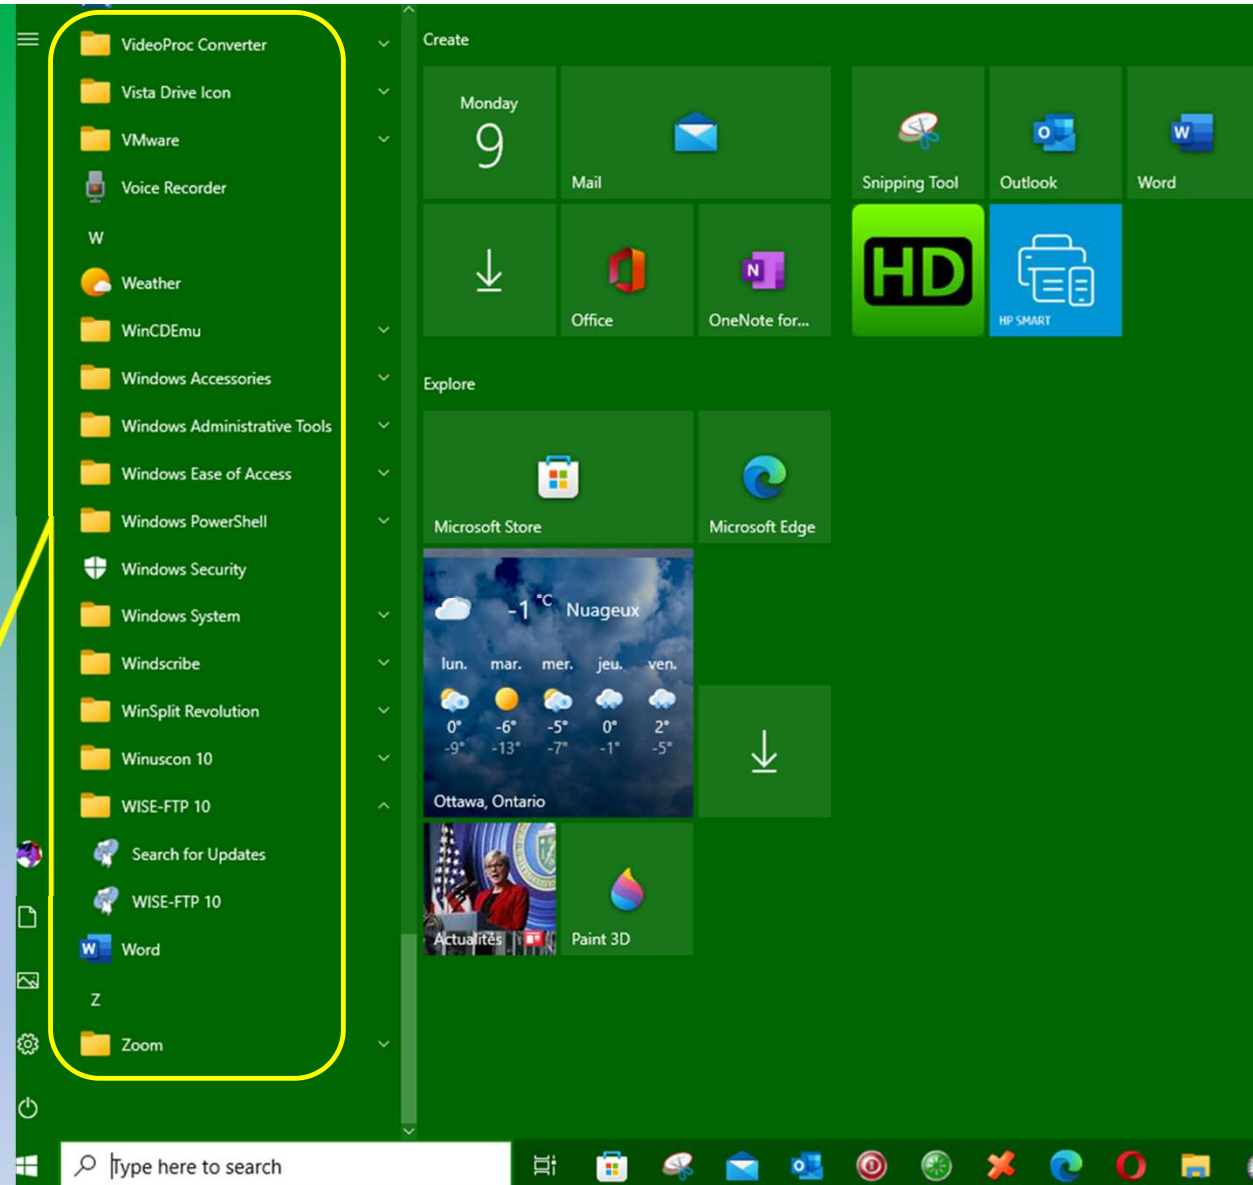 VideoProc Converter
Vista Drive Icon
VMware
Voice Recorder
W
Weather
WinCDEmu
Windows Accessories
Windows Administrative Tools
Windows Ease of Access
Windows PowerShell
Windows Security
Windows System
Windscribe
WinSplit Revolution
Winuscon 10
WISE-FTP 10
Search for Updates
WISE-FTP 10
Word
Z
Zoom
Create
Monday
9
Mail
Snipping Tool
Outlook
Word
Office
OneNote for...
HD
HP SMART
Explore
Microsoft Store
Microsoft Edge
-1 °C Nuageux
lun. mar. mer. jeu. ven.
0° -6° -5° 0° 2°
-9° -13° -7° -1° -5°
Ottawa, Ontario
Actualités
Paint 3D
Type here to search